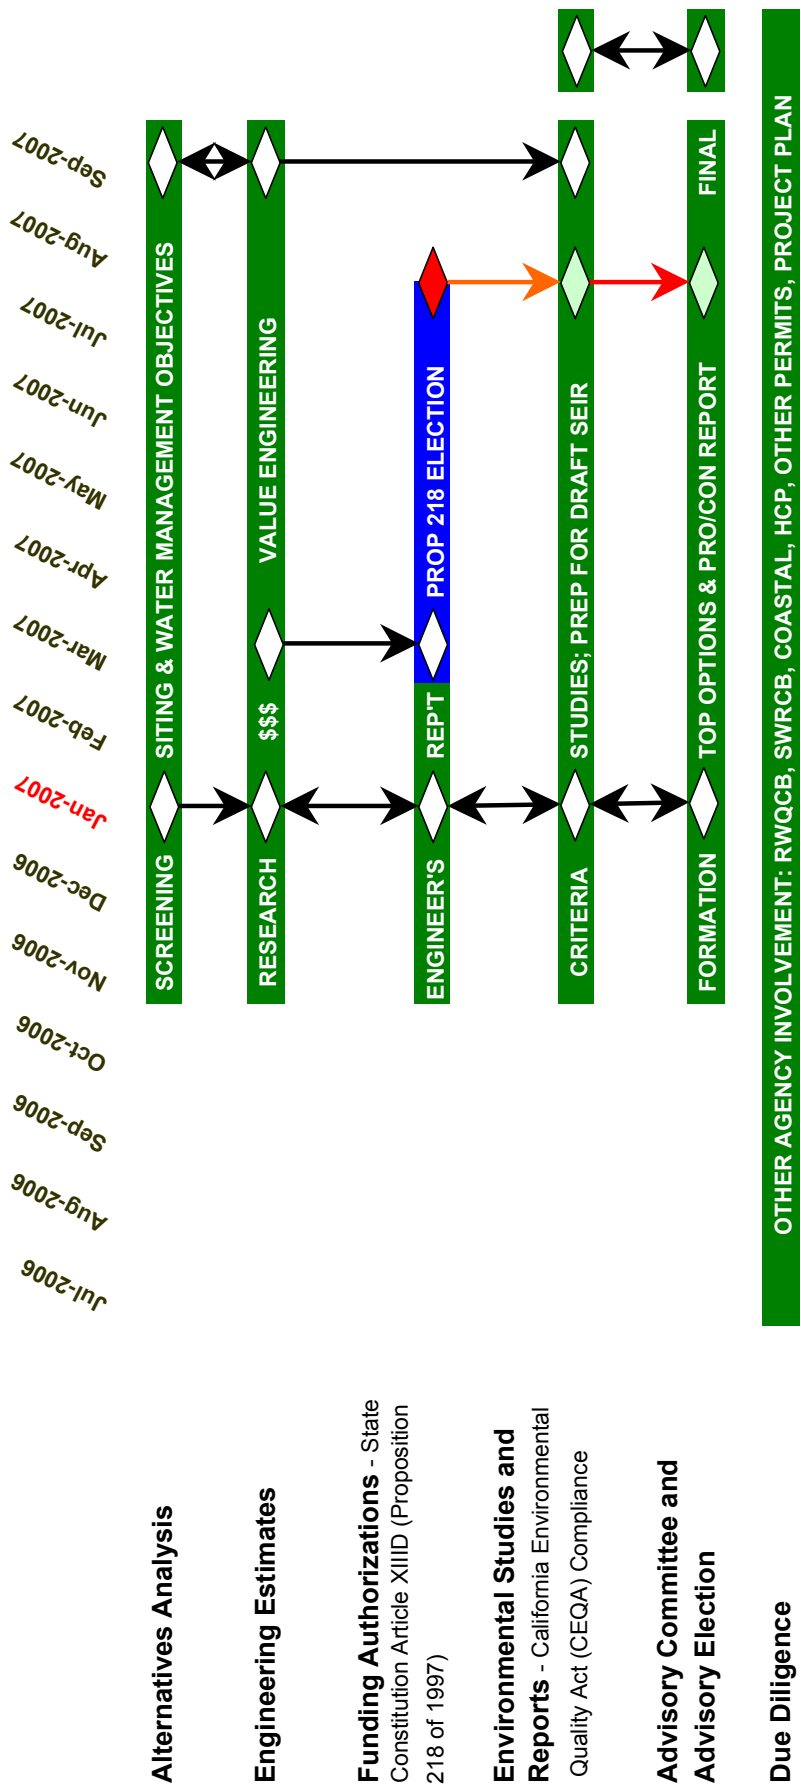 Jul-2006
Aug-2006
Sep-2006
Oct-2006
Nov-2006
Dec-2006
Jan-2007
Feb-2007
Mar-2007
Apr-2007
May-2007
Jun-2007
Jul-2007
Aug-2007
Sep-2007
Alternatives Analysis
SCREENING
SITING & WATER MANAGEMENT OBJECTIVES
Engineering Estimates
RESEARCH
$$$
VALUE ENGINEERING
Funding Authorizations - State
Constitution Article XIIID (Proposition
218 of 1997)
ENGINEER'S
REP'T
PROP 218 ELECTION
Environmental Studies and
Reports - California Environmental
Quality Act (CEQA) Compliance
CRITERIA
STUDIES; PREP FOR DRAFT SEIR
Advisory Committee and
Advisory Election
FORMATION
TOP OPTIONS & PRO/CON REPORT
FINAL
Due Diligence
OTHER AGENCY INVOLVEMENT: RWQCB, SWRCB, COASTAL, HCP, OTHER PERMITS, PROJECT PLAN